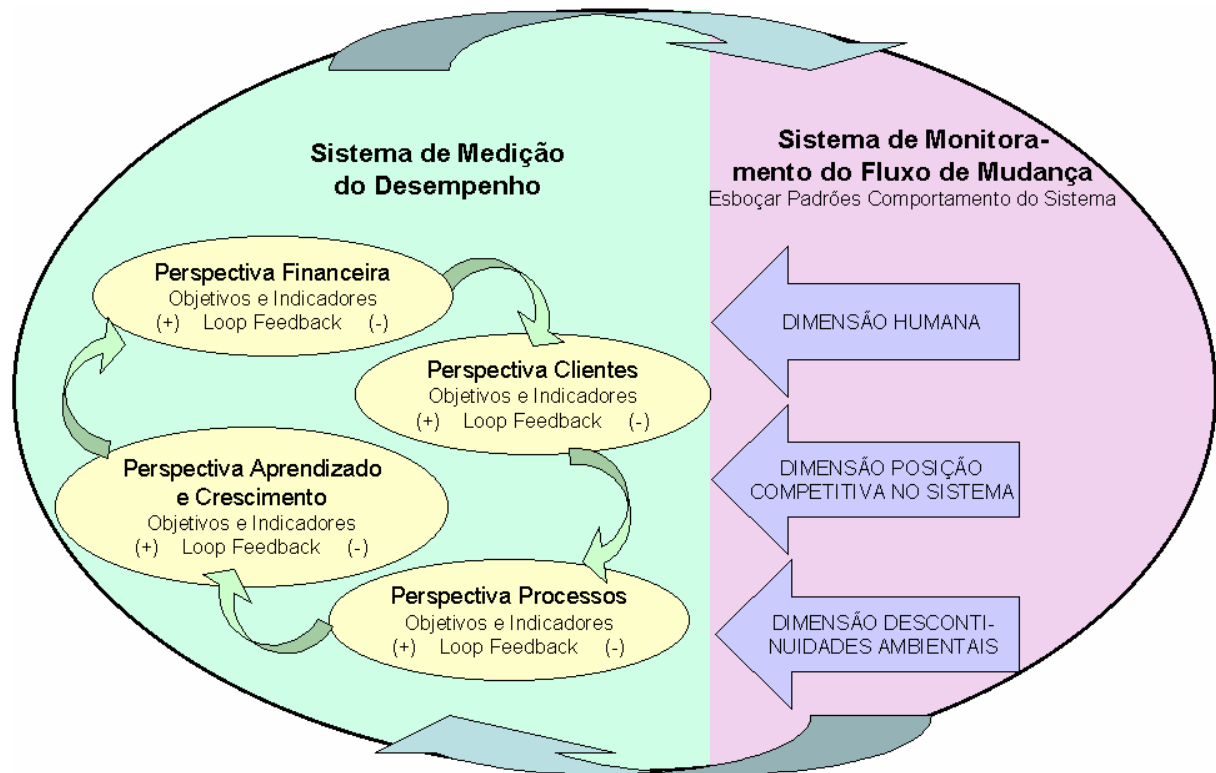 Sistema de Medição
do Desempenho
Perspectiva Financeira
Objetivos e Indicadores
(+) Loop Feedback (-)
Perspectiva Clientes
Objetivos e Indicadores
(+) Loop Feedback (-)
Perspectiva Aprendizado
e Crescimento
Objetivos e Indicadores
(+) Loop Feedback (-)
Perspectiva Processos
Objetivos e Indicadores
(+) Loop Feedback (-)
Sistema de Monitora-
mento do Fluxo de Mudança
Esboçar Padrões Comportamento do Sistema
DIMENSÃO HUMANA
DIMENSÃO POSIÇÃO
COMPETITIVA NO SISTEMA
DIMENSÃO DESCONTI-
NUIDADES AMBIENTAIS